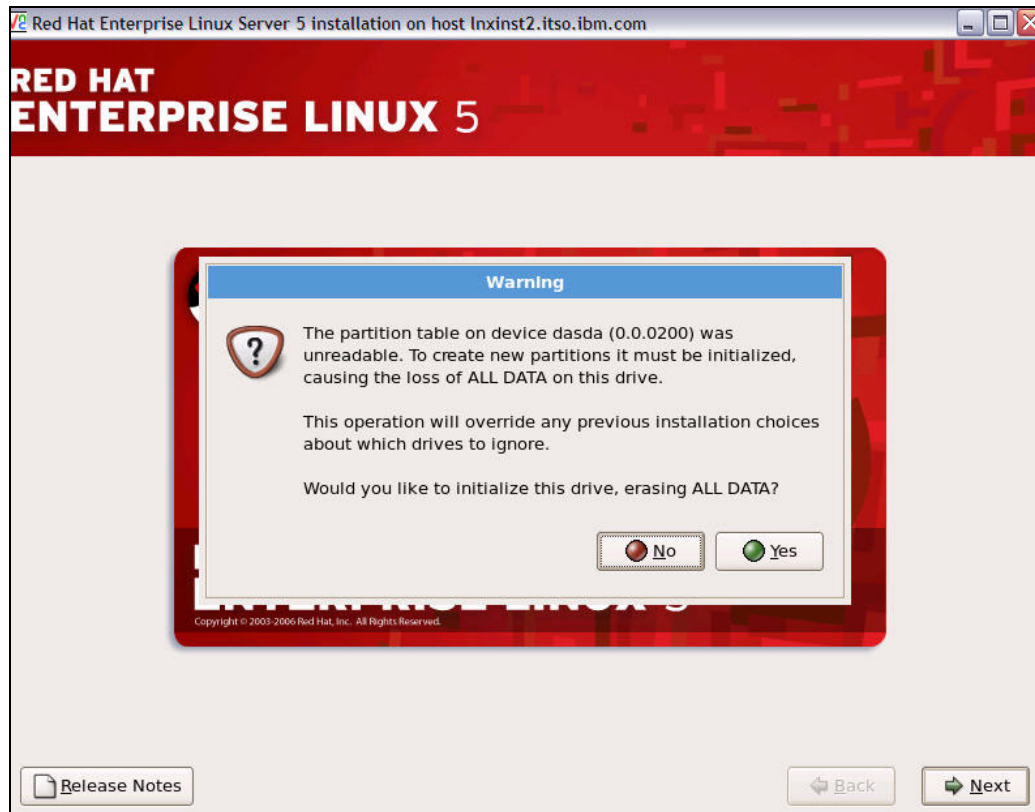 Red Hat Enterprise Linux Server 5 installation on host lnxinst2.itso.ibm.com
RED HAT
ENTERPRISE LINUX 5
Warning
The partition table on device dasda (0.0.0200) was
unreadable. To create new partitions it must be initialized,
causing the loss of ALL DATA on this drive.
This operation will override any previous installation choices
about which drives to ignore.
Would you like to initialize this drive, erasing ALL DATA?
No
Yes
ENTERPRISE LINUX 5
Copyright © 2003-2006 Red Hat, Inc. All Rights Reserved.
Release Notes
Back
Next